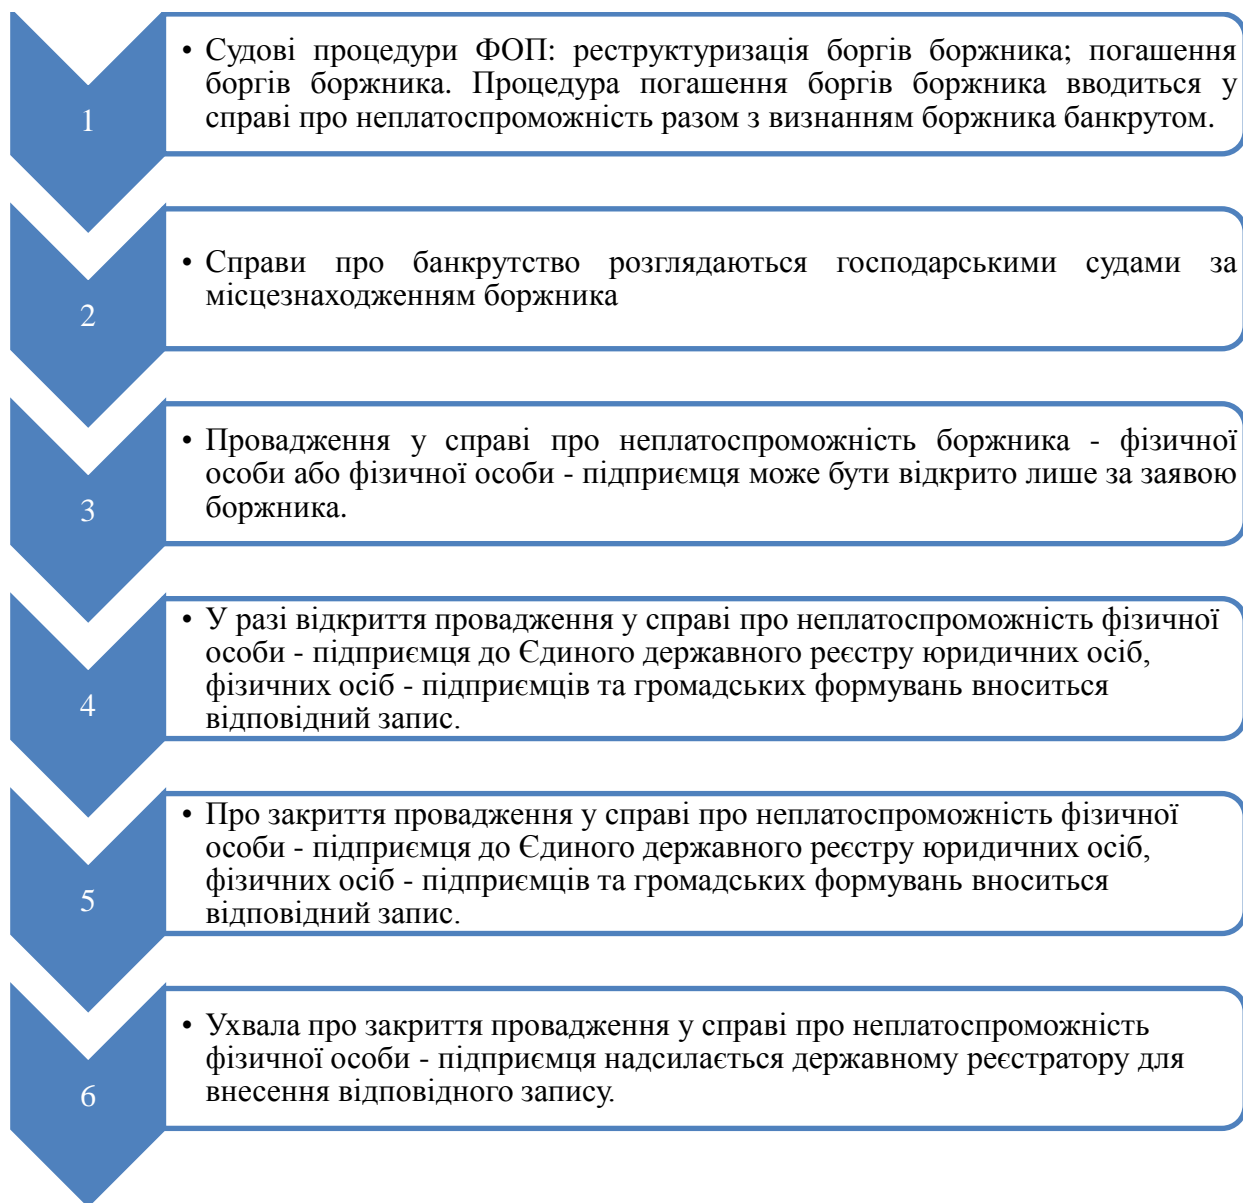 1
• Судові процедури ФОП: реструктуризація боргів боржника; погашення
боргів боржника. Процедура погашення боргів боржника вводиться у
справі про неплатоспроможність разом з визнанням боржника банкрутом.
2
• Справи про банкрутство розглядаються господарськими судами за
місцезнаходженням боржника
3
• Провадження у справі про неплатоспроможність боржника - фізичної
особи або фізичної особи - підприємця може бути відкрито лише за заявою
боржника.
4
• У разі відкриття провадження у справі про неплатоспроможність фізичної
особи - підприємця до Єдиного державного реєстру юридичних осіб,
фізичних осіб - підприємців та громадських формувань вноситься
відповідний запис.
5
• Про закриття провадження у справі про неплатоспроможність фізичної
особи - підприємця до Єдиного державного реєстру юридичних осіб,
фізичних осіб - підприємців та громадських формувань вноситься
відповідний запис.
6
• Ухвала про закриття провадження у справі про неплатоспроможність
фізичної особи - підприємця надсилається державному реєстратору для
внесення відповідного запису.